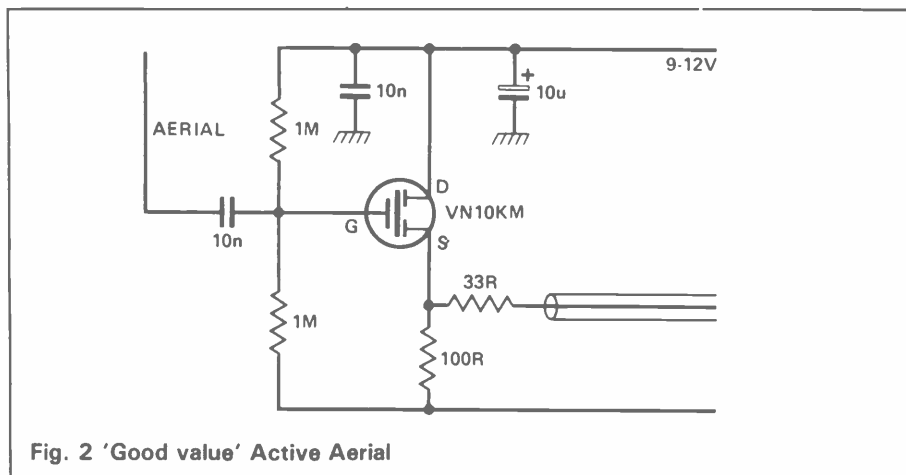 9-12V
10n
10u
+
1M
AERIAL
D
VN10KM
G
10n
S
33R
1M
100R
Fig. 2 'Good value' Active Aerial